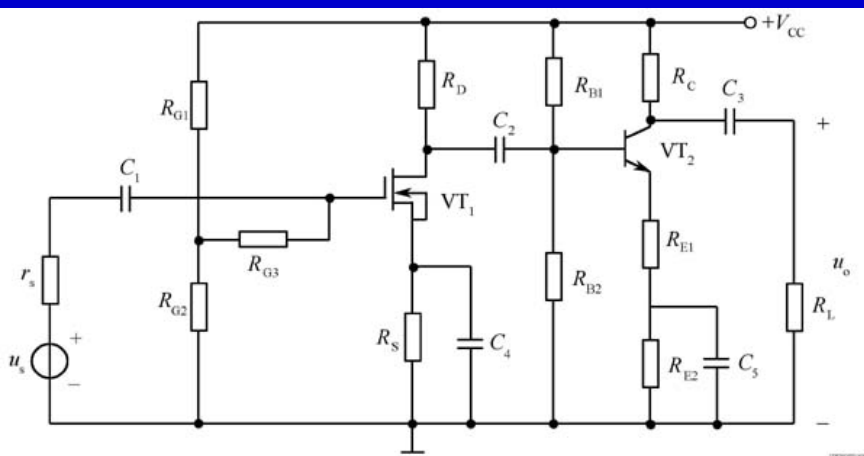 +V_CC
R_G1
R_D
R_B1
R_C
C_3
C_2
+
C_1
VT_2
VT_1
R_G3
R_E1
r_s
R_G2
R_B2
u_o
R_L
R_S
C_4
+
u_s
R_E2
C_5
−
−